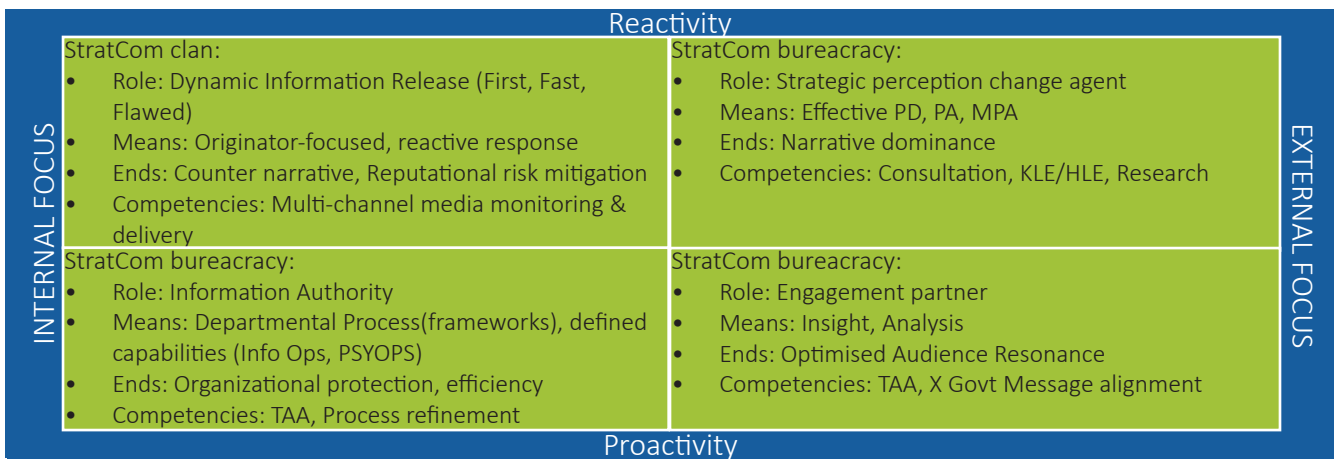 Reactivity
INTERNAL FOCUS
StratCom clan:
• Role: Dynamic Information Release (First, Fast,
Flawed)
• Means: Originator-focused, reactive response
• Ends: Counter narrative, Reputational risk mitigation
• Competencies: Multi-channel media monitoring &
delivery
StratCom bureacracy:
• Role: Strategic perception change agent
• Means: Effective PD, PA, MPA
• Ends: Narrative dominance
• Competencies: Consultation, KLE/HLE, Research
StratCom bureacracy:
• Role: Information Authority
• Means: Departmental Process(frameworks), defined
capabilities (Info Ops, PSYOPS)
• Ends: Organizational protection, efficiency
• Competencies: TAA, Process refinement
StratCom bureacracy:
• Role: Engagement partner
• Means: Insight, Analysis
• Ends: Optimised Audience Resonance
• Competencies: TAA, X Govt Message alignment
EXTERNAL FOCUS
Proactivity